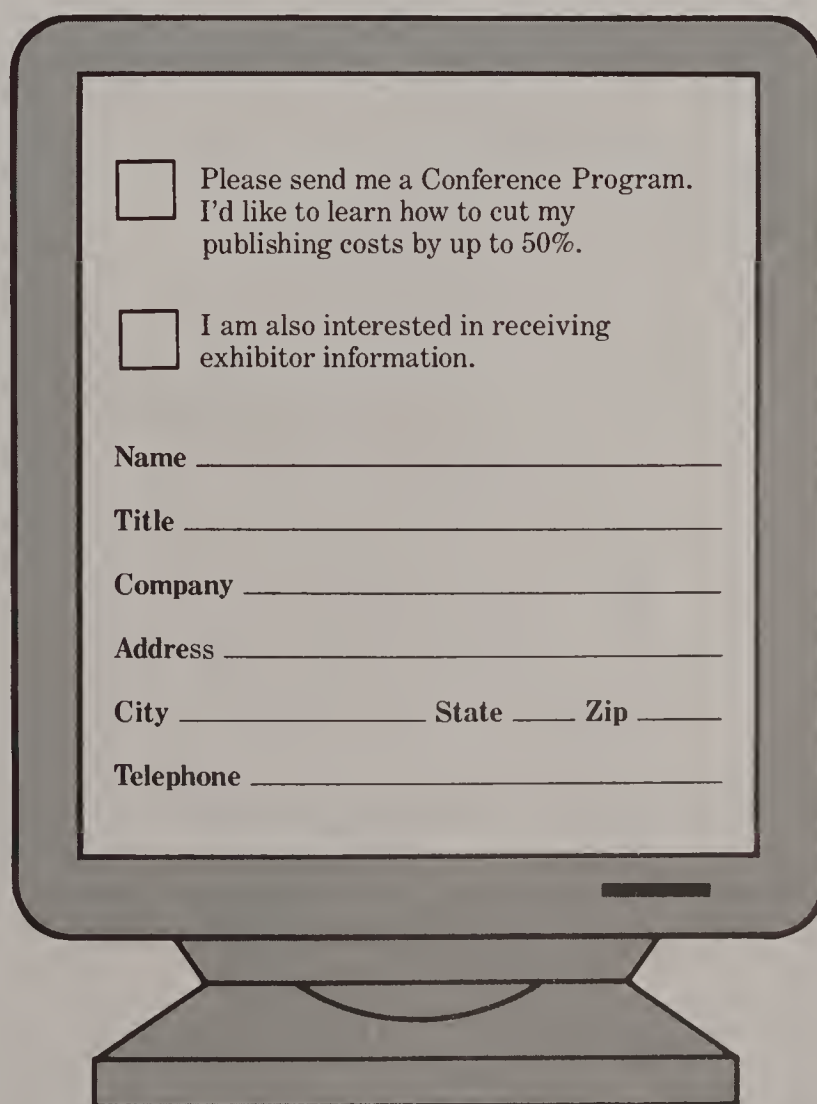 Please send me a Conference Program.
I'd like to learn how to cut my
publishing costs by up to 50%.
I am also interested in receiving
exhibitor information.
Name
Title
Company
Address
City State Zip
Telephone